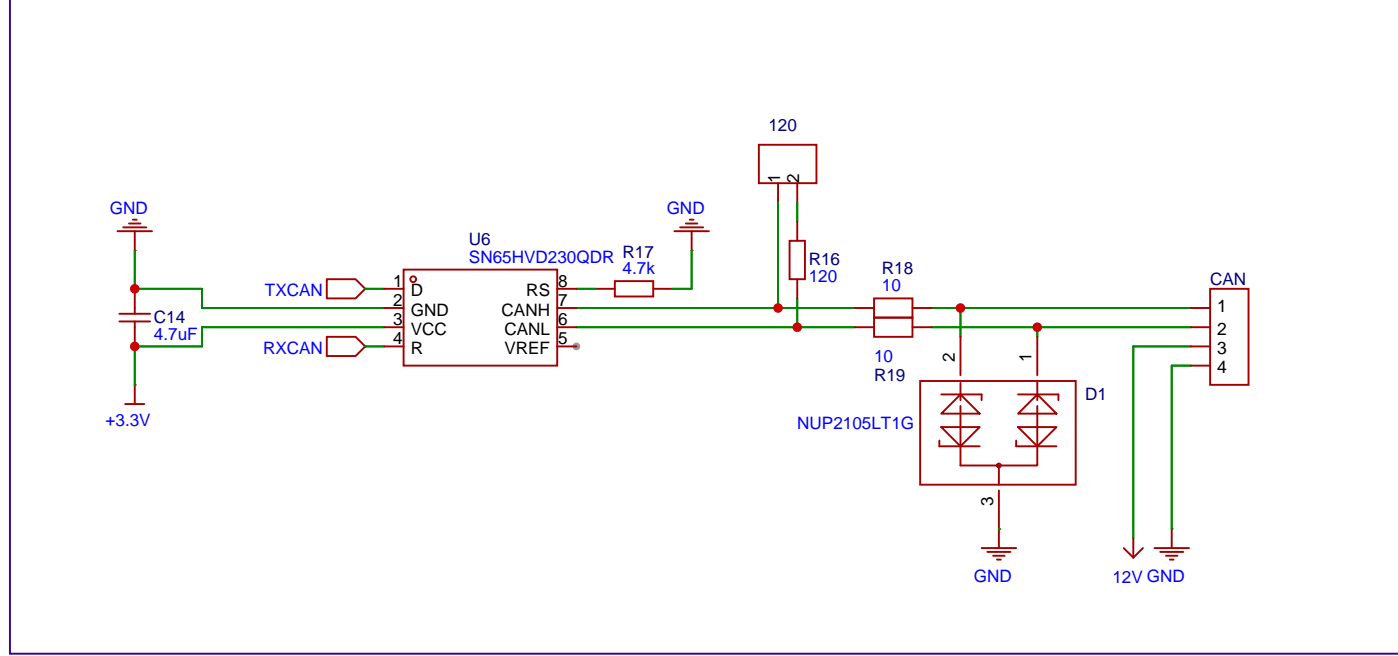 120
GND
GND
U6
SN65HVD230QDR
R17
4.7k
R16
120
R18
10
CAN
TXCAN
1
D
RS
8
2
GND
CANH
7
3
VCC
CANL
6
4
R
VREF
5
RXCAN
C14
4.7uF
+3.3V
1
2
10
R19
1
2
3
4
2
1
D1
NUP2105LT1G
3
GND
12V
GND